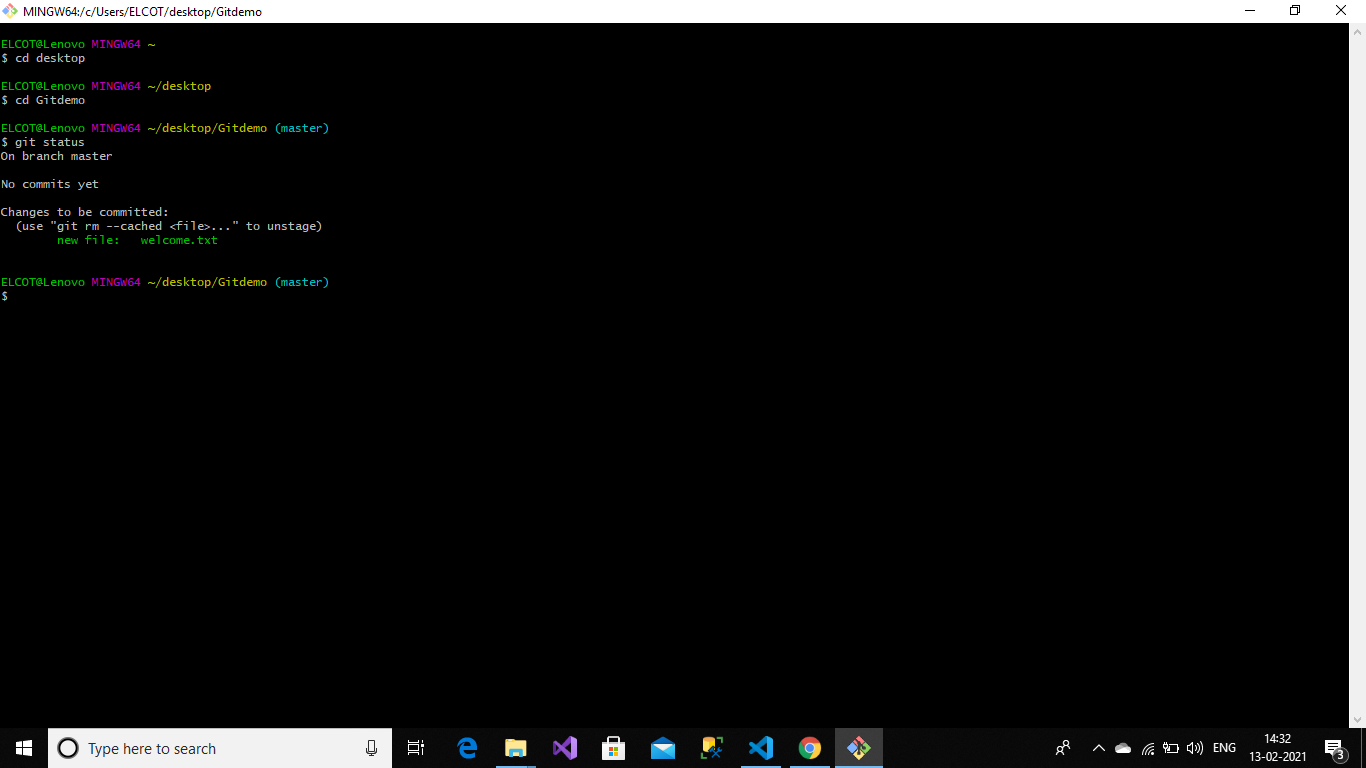 MINGW64:/c/Users/ELCOT/desktop/Gitdemo
ELCOT@Lenovo MINGW64 ~
$ cd desktop
ELCOT@Lenovo MINGW64 ~/desktop
$ cd Gitdemo
ELCOT@Lenovo MINGW64 ~/desktop/Gitdemo (master)
$ git status
On branch master
No commits yet
Changes to be committed:
  (use "git rm --cached <file>..." to unstage)
        new file:   welcome.txt
ELCOT@Lenovo MINGW64 ~/desktop/Gitdemo (master)
$
Type here to search
ENG
14:32
13-02-2021
3